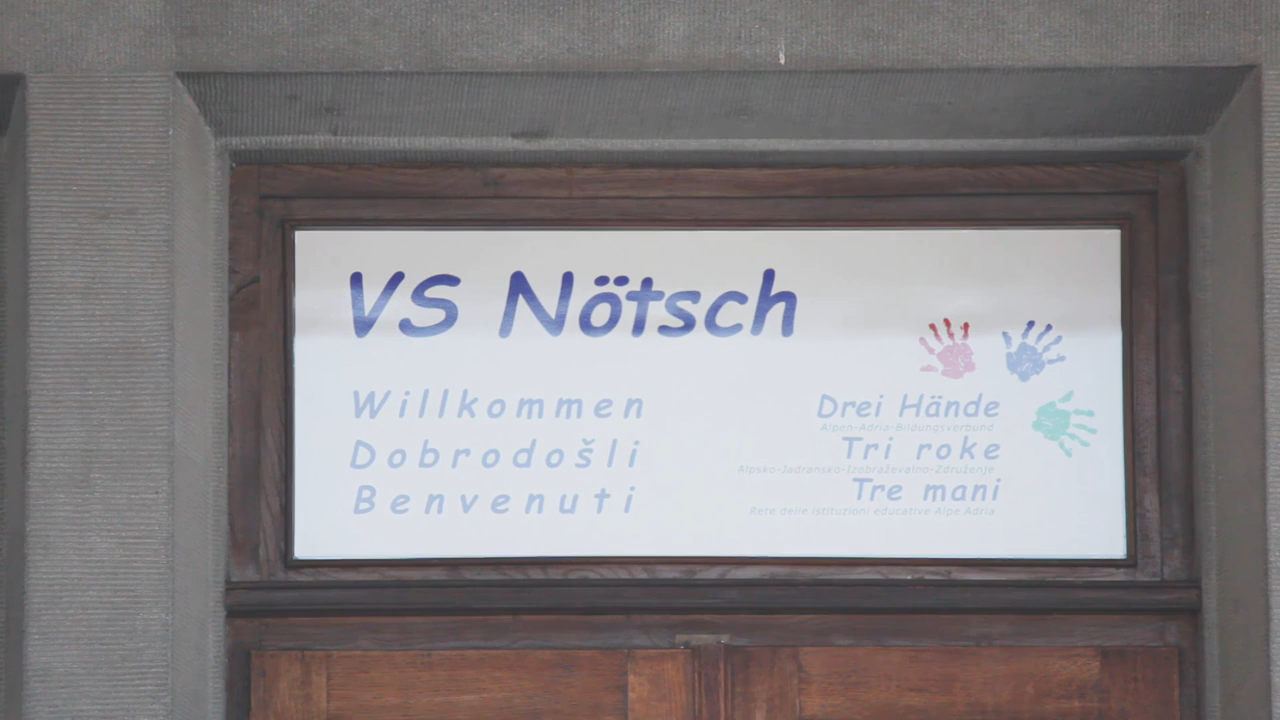 VS Nötsch
Willkommen
Dobrodošli
Benvenuti
Drei Hände
Alpen-Adria-Bildungsverbund
Tri roke
Alpsko-Jadransko-Izobraževalno-Združenje
Tre mani
Rete delle istituzioni educative Alpe Adria